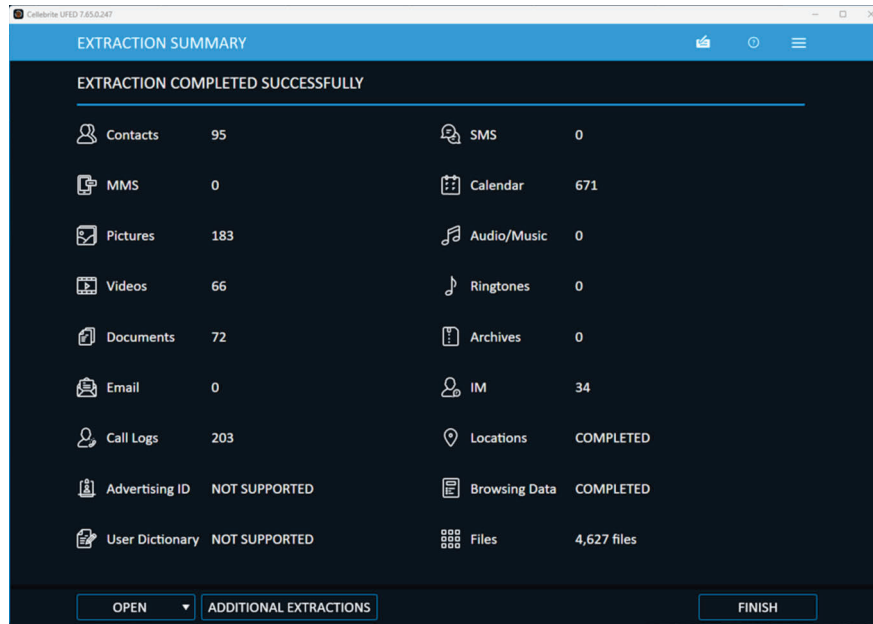 Cellebrite UFED 7.65.0.247
EXTRACTION SUMMARY
EXTRACTION COMPLETED SUCCESSFULLY
Contacts 95 SMS 0
MMS 0 Calendar 671
Pictures 183 Audio/Music 0
Videos 66 Ringtones 0
Documents 72 Archives 0
Email 0 IM 34
Call Logs 203 Locations COMPLETED
Advertising ID NOT SUPPORTED Browsing Data COMPLETED
User Dictionary NOT SUPPORTED Files 4,627 files
OPEN ADDITIONAL EXTRACTIONS FINISH